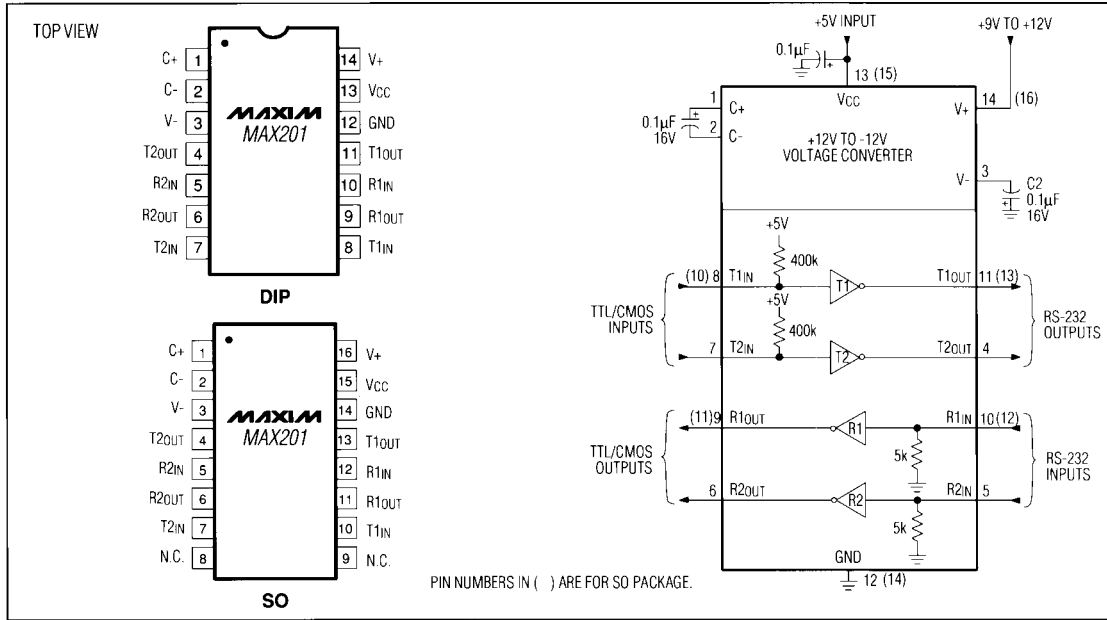 TOP VIEW
C+ 1
C- 2
V- 3
T2OUT 4
R2IN 5
R2OUT 6
T2IN 7
MAXIM
MAX201
14 V+
13 VCC
12 GND
11 T1OUT
10 R1IN
9 R1OUT
8 T1IN
DIP
C+ 1
C- 2
V- 3
T2OUT 4
R2IN 5
R2OUT 6
T2IN 7
N.C. 8
MAXIM
MAX201
16 V+
15 VCC
14 GND
13 T1OUT
12 R1IN
11 R1OUT
10 T1IN
9 N.C.
SO
+5V INPUT
+9V TO +12V
0.1µF
+
13 (15)
VCC
1
C+
V+
14 (16)
+
0.1µF
16V
2
C-
+12V TO -12V
VOLTAGE CONVERTER
V-
3
C2
0.1µF
16V
+
+5V
400k
(10) 8 T1IN
T1
T1OUT 11 (13)
TTL/CMOS
INPUTS
+5V
400k
RS-232
OUTPUTS
7 T2IN
T2
T2OUT 4
(11) 9 R1OUT
R1
R1IN 10 (12)
TTL/CMOS
OUTPUTS
5k
RS-232
INPUTS
6 R2OUT
R2
R2IN 5
5k
GND
12 (14)
PIN NUMBERS IN ( ) ARE FOR SO PACKAGE.